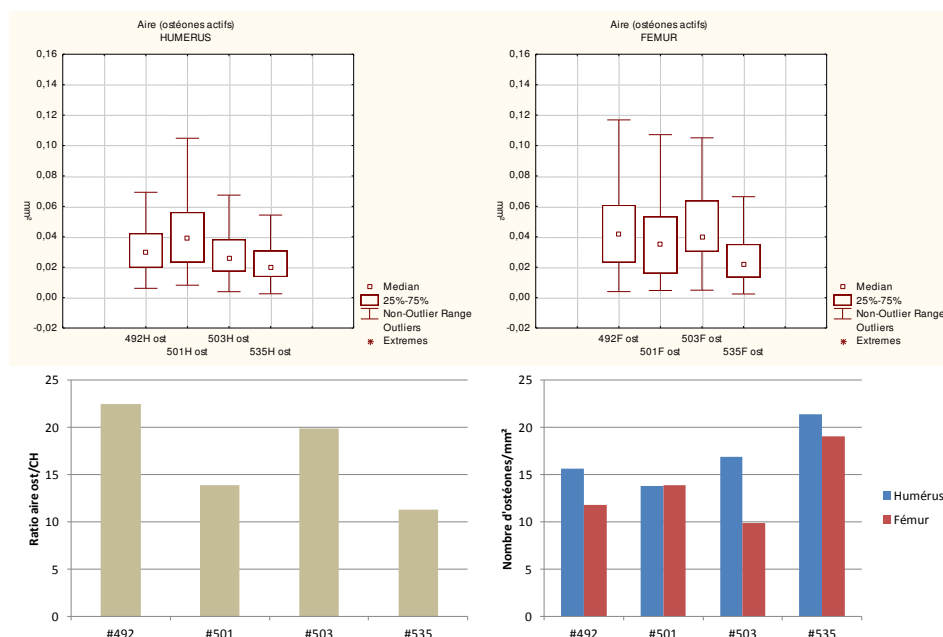 Aire (ostéones actifs)
HUMERUS
0,16
0,14
0,12
0,10
0,08
0,06
0,04
0,02
0,00
-0,02
mm²
492H ost
503H ost
501H ost
535H ost
Median
25%-75%
Non-Outlier Range
Outliers
Extremes
Aire (ostéones actifs)
FEMUR
0,16
0,14
0,12
0,10
0,08
0,06
0,04
0,02
0,00
-0,02
mm²
492F ost
503F ost
501F ost
535F ost
Median
25%-75%
Non-Outlier Range
Outliers
Extremes
Ratio aire ost/CH
25
20
15
10
5
0
#492
#501
#503
#535
Nombre d'ostéones/mm²
25
20
15
10
5
0
#492
#501
#503
#535
Humérus
Fémur